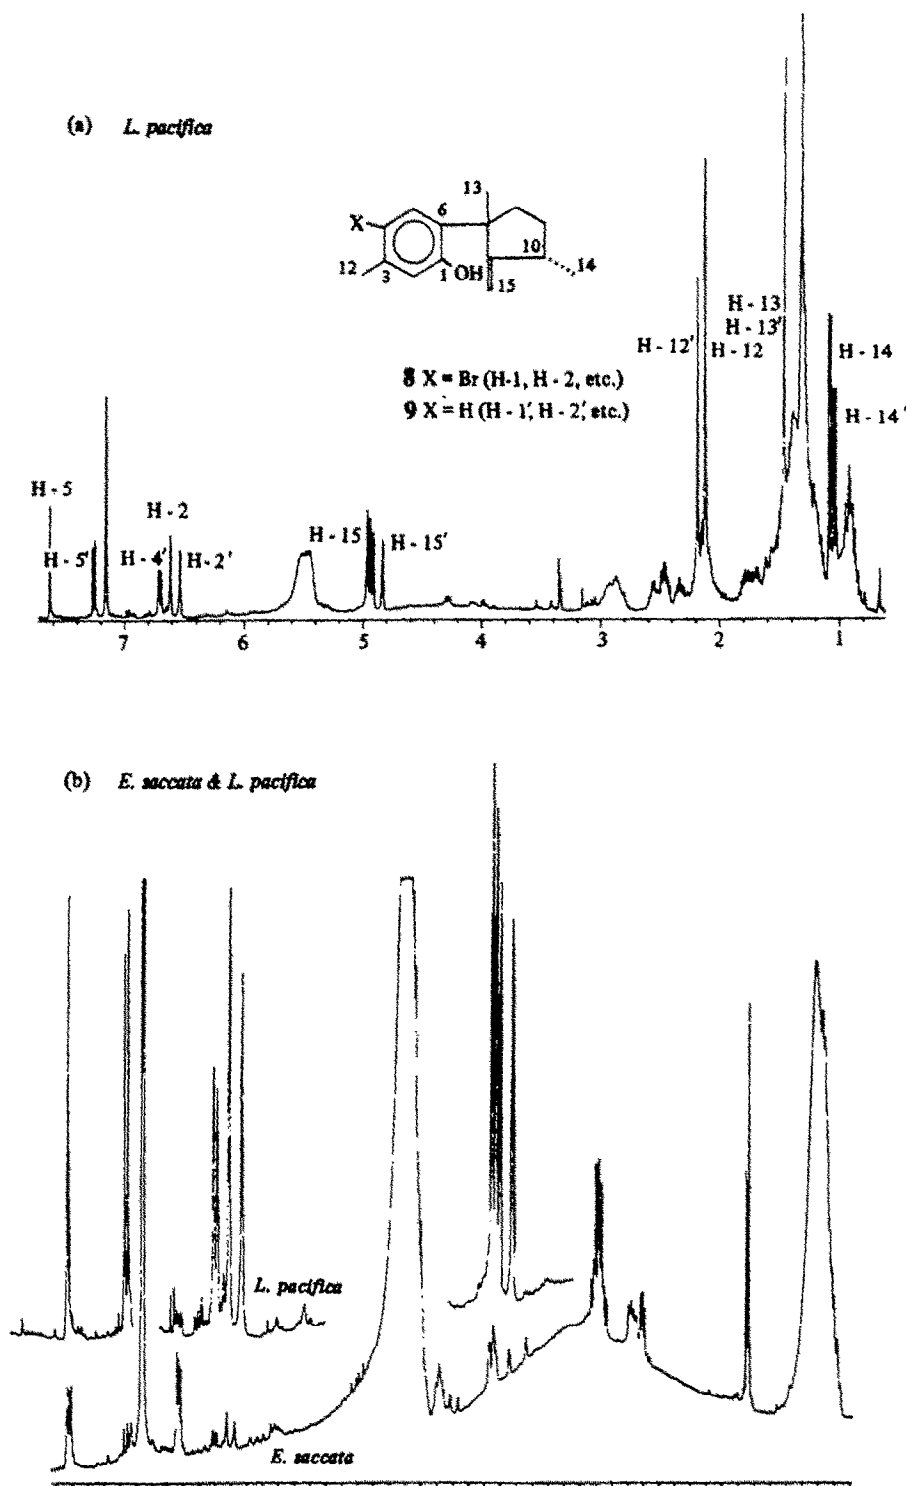 (a) L. pacifica
13
X
6
10
12
3
1
OH
14
15
H - 13
H - 13′
H - 12′
H - 12
H - 14
8 X = Br (H-1, H - 2, etc.)
9 X = H (H - 1′, H - 2′, etc.)
H - 14′
H - 5
H - 2
H - 5′
H - 4′
H - 2′
H - 15
H - 15′
7 6 5 4 3 2 1
(b) E. saccata & L. pacifica
L. pacifica
E. saccata